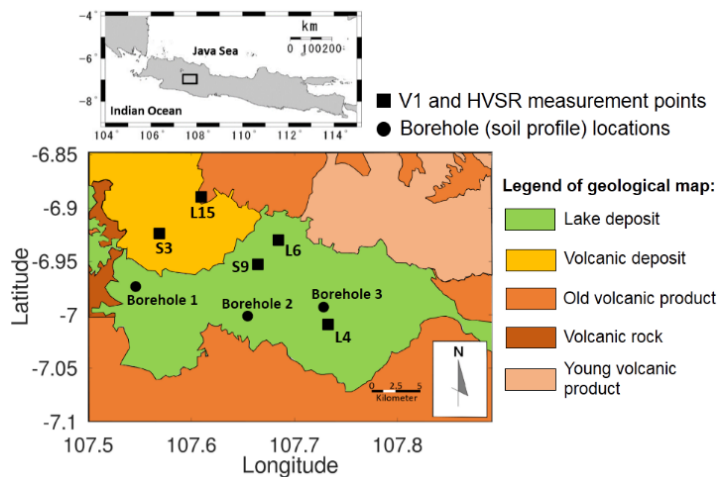 km
0 100200
Java Sea
Indian Ocean
-4
-6
-8
104 106 108 110 112 114
V1 and HVSR measurement points
Borehole (soil profile) locations
Legend of geological map:
Lake deposit
Volcanic deposit
Old volcanic product
Volcanic rock
Young volcanic
product
Latitude
-6.85
-6.9
-6.95
-7
-7.05
-7.1
L15
S3
L6
S9
Borehole 1
Borehole 2
Borehole 3
L4
0 2.5 5
Kilometer
N
107.5 107.6 107.7 107.8
Longitude